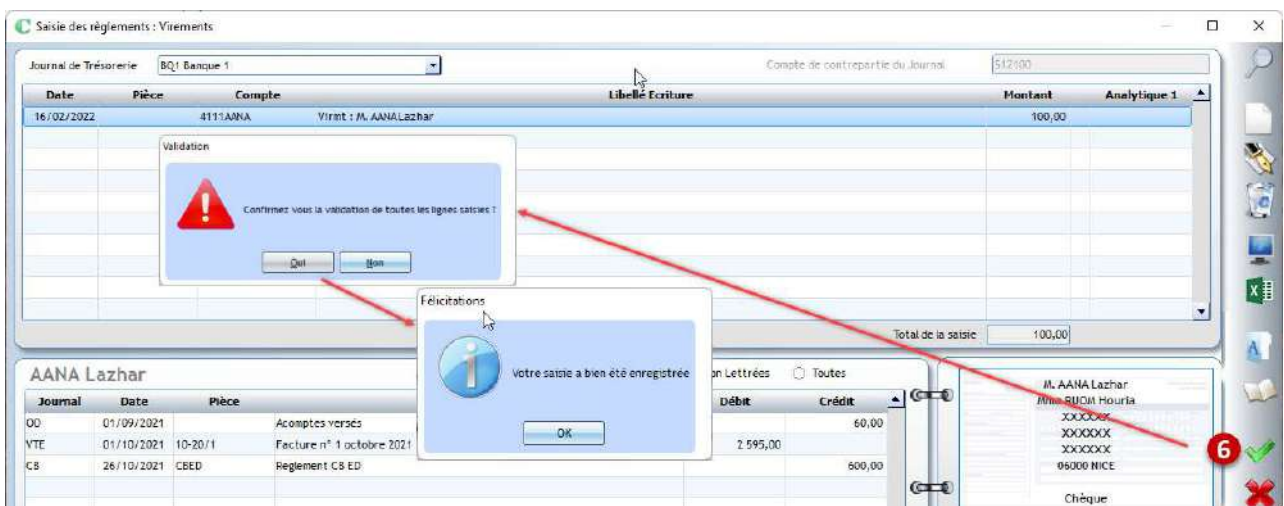 Saisie des règlements : Virements
Journal de Trésorerie BQ1 Banque 1 Compte de contrepartie du Journal 512100
Date Pièce Compte Libellé Ecriture Montant Analytique 1
16/02/2022 4111AANA Virmt : M. AANALazhar 100,00
Validation
Confirmez vous la validation de toutes les lignes saisies !
Oui Non
Félicitations
Votre saisie a bien été enregistrée
OK
Total de la saisie 100,00
AANA Lazhar
on Lettrées Toutes
Journal Date Pièce Débit Crédit
OD 01/09/2021 Acomptes versés 60,00
VTE 01/10/2021 10-20/1 Facture n° 1 octobre 2021 2 595,00
CB 26/10/2021 CBED Reglement CB ED 600,00
M. AANA Lazhar
Mme RUOM Houria
XXXXXX
XXXXXX
XXXXXX
06000 NICE
Chèque
6